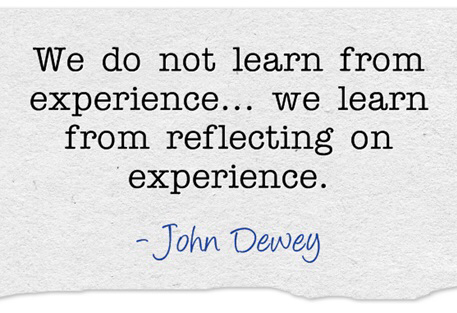 We do not learn from
experience... we learn
from reflecting on
experience.
- John Dewey